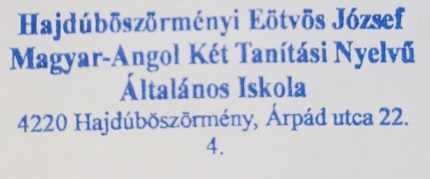 Hajdúböszörményi Eötvös József
Magyar-Angol Két Tanítási Nyelvű
Általános Iskola
4220 Hajdúböszörmény, Árpád utca 22.
4.